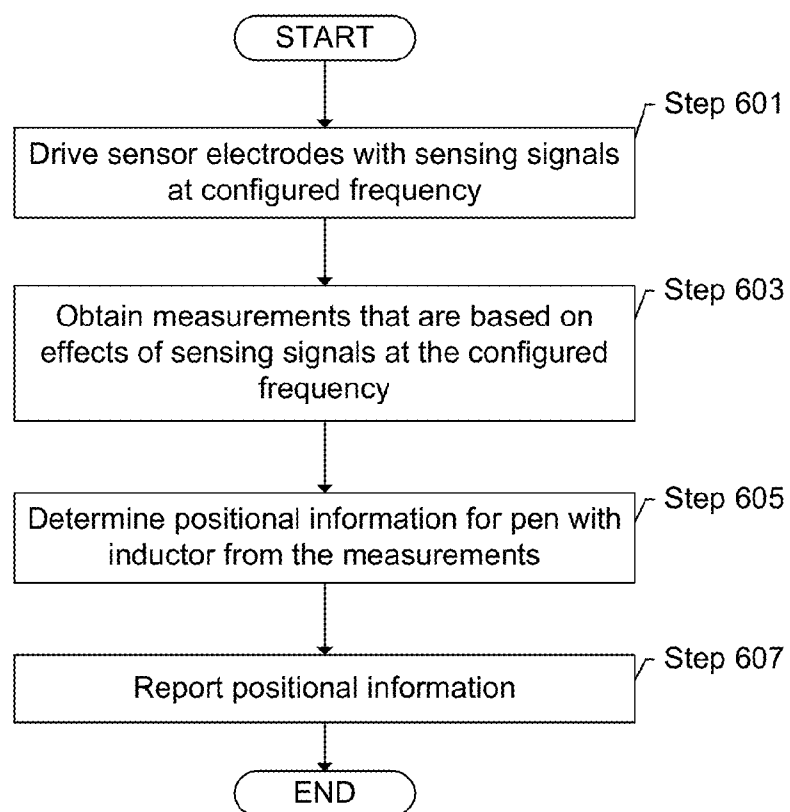 START
Step 601
Drive sensor electrodes with sensing signals
at configured frequency
Step 603
Obtain measurements that are based on
effects of sensing signals at the configured
frequency
Step 605
Determine positional information for pen with
inductor from the measurements
Step 607
Report positional information
END